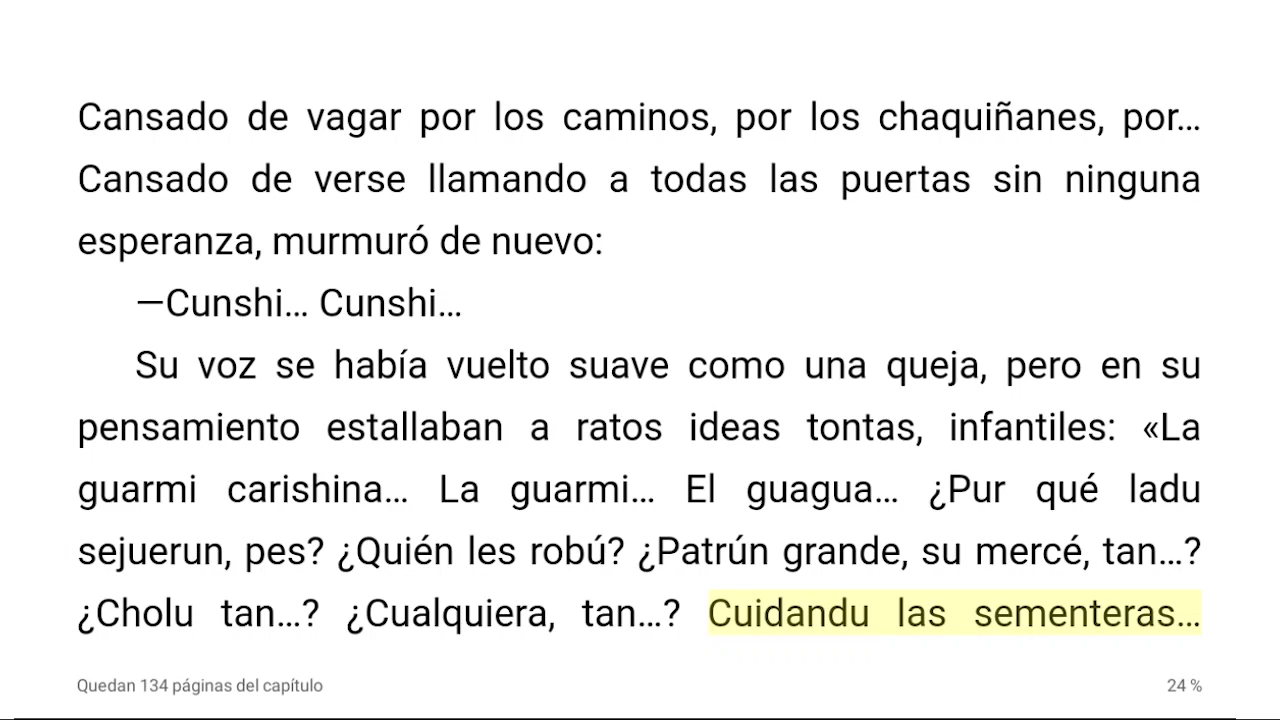 Cansado de vagar por los caminos, por los chaquiñanes, por…
Cansado de verse llamando a todas las puertas sin ninguna
esperanza, murmuró de nuevo:
—Cunshi… Cunshi…
Su voz se había vuelto suave como una queja, pero en su
pensamiento estallaban a ratos ideas tontas, infantiles: «La
guarmi carishina… La guarmi… El guagua… ¿Pur qué ladu
sejuerun, pes? ¿Quién les robú? ¿Patrún grande, su mercé, tan…?
¿Cholu tan…? ¿Cualquiera, tan…? Cuidandu las sementeras…
Quedan 134 páginas del capítulo
24 %